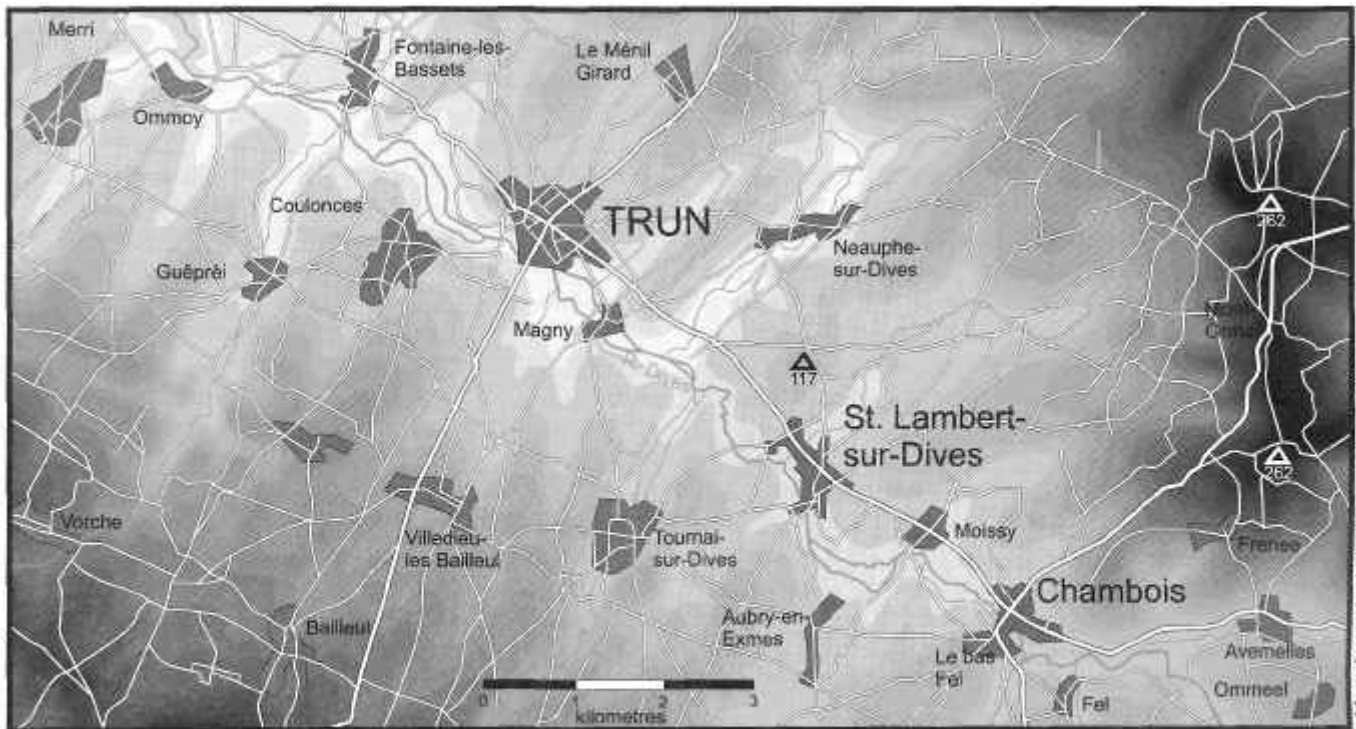 Merri
Fontaine-les-
Bassets
Le Ménil
Girard
Ommoy
Coulonces
TRUN
Guêprèi
Neauphe-
sur-Dives
262
Magny
117
St. Lambert-
sur-Dives
262
Vorche
Villedieu-
les Bailleul
Tournai-
sur-Dives
Moissy
Frenee
Chambois
Aubry-en-
Exmes
Bailleul
Le bas
Fel
Avernelles
Fel
Ommeel
0 1 2 3
kilometres